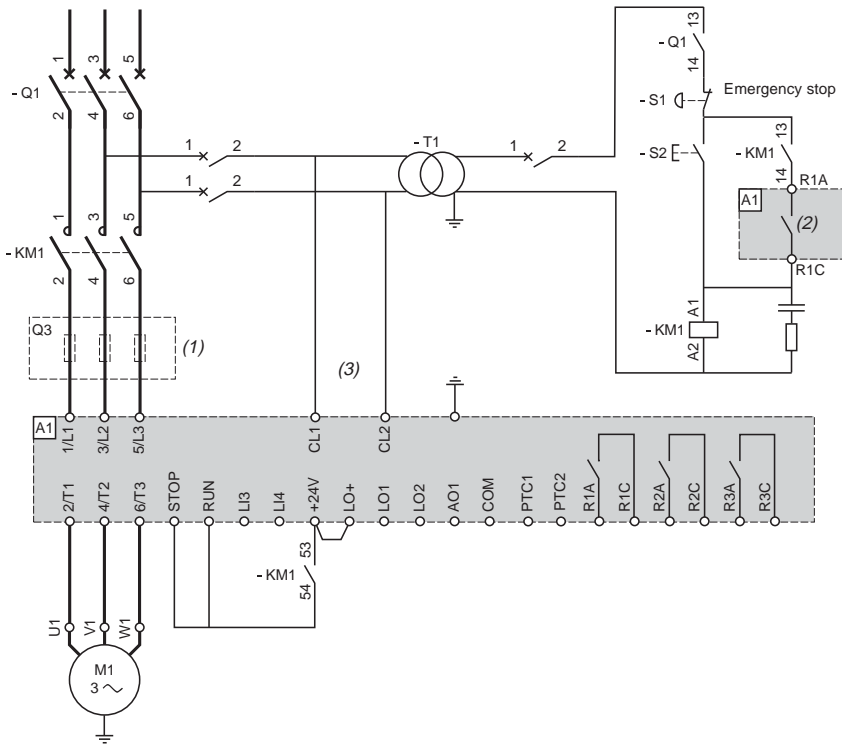 1 3 5
- Q1
2 4 6
13
- Q1
14
- S1 Emergency stop
1 2
- T1
1 2
- S2
13
- KM1
14
R1A
A1
(2)
R1C
1 2
1 3 5
- KM1
2 4 6
Q3
(1)
A1
- KM1
A2
(3)
A1
1/L1 3/L2 5/L3 CL1 CL2
2/T1 4/T2 6/T3 STOP RUN LI3 LI4 +24V LO+ LO1 LO2 AO1 COM PTC1 PTC2 R1A R1C R2A R2C R3A R3C
53
- KM1
54
U1 V1 W1
M1
3